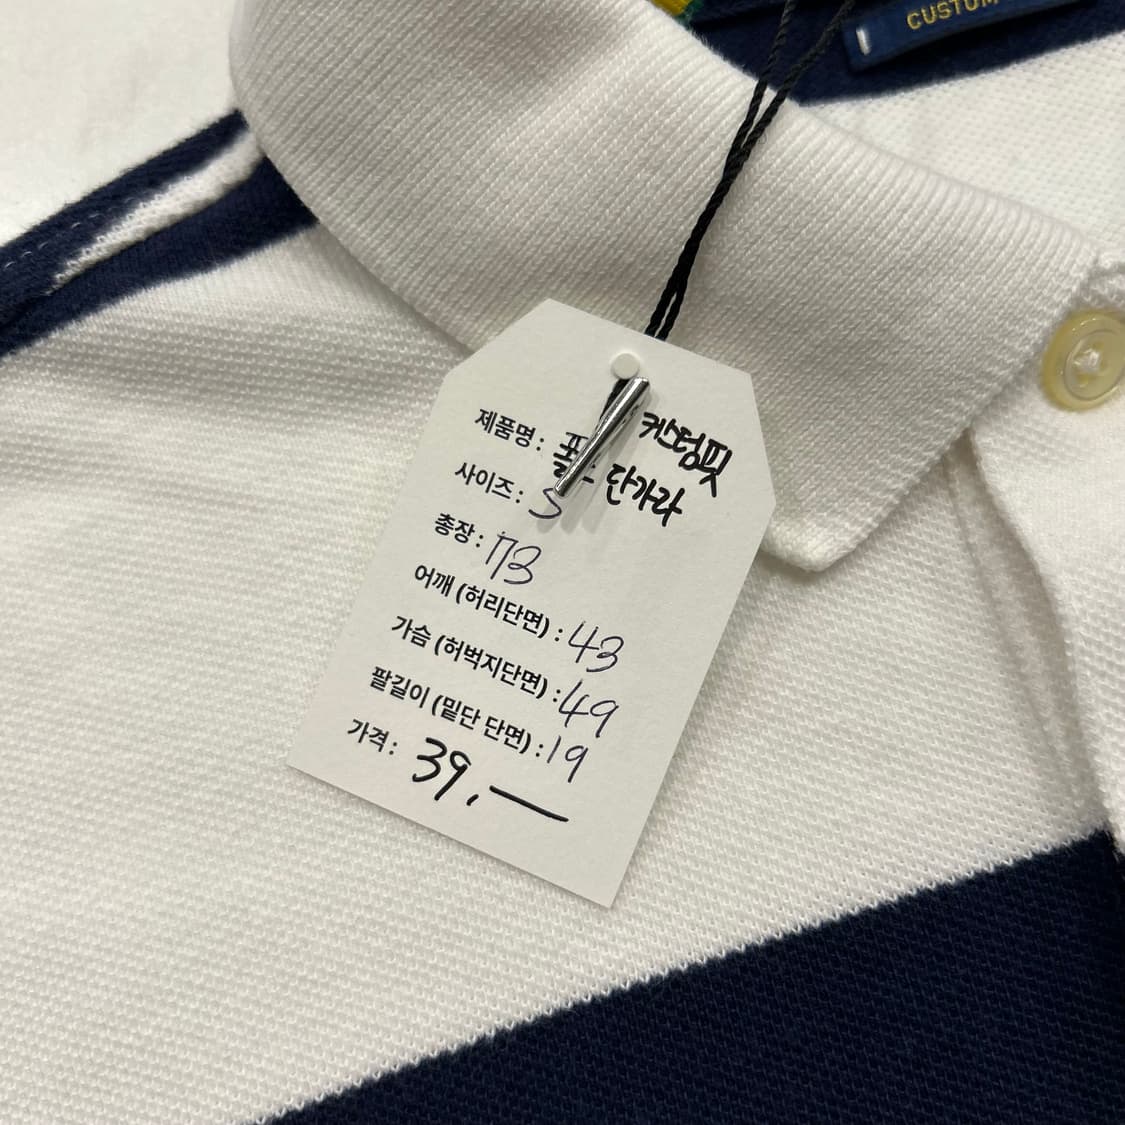 CUSTOM
제품명: 커스텀핏
단가라
사이즈: S
총장: 73
어깨 (허리단면) : 43
가슴 (허벅지단면) : 49
팔길이 (밑단 단면) : 19
가격: 39,—